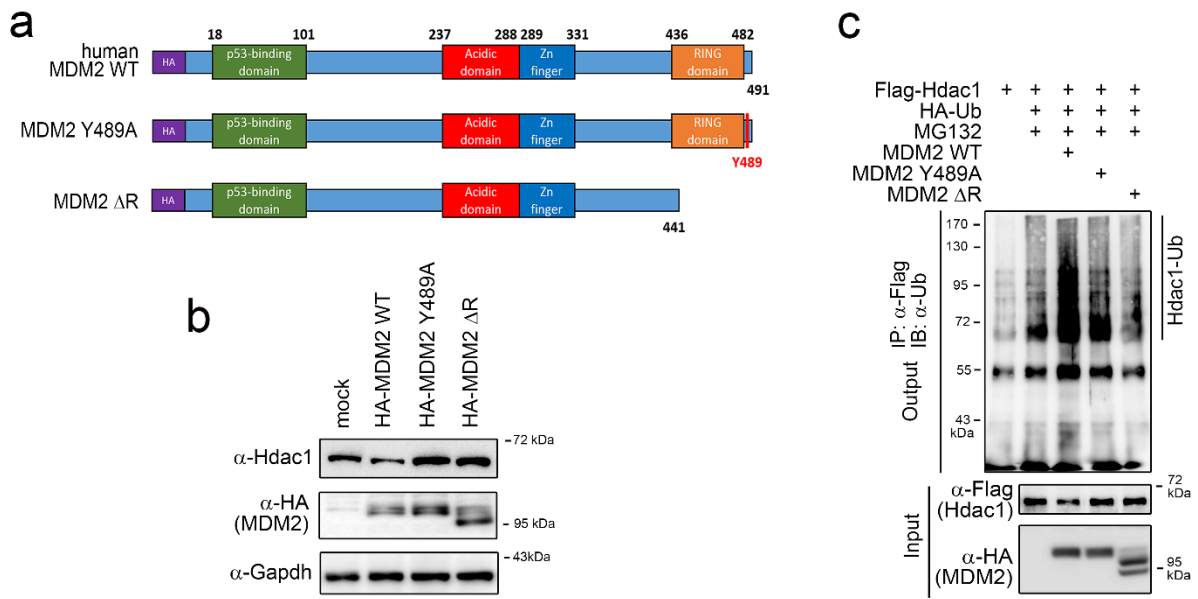 a
18 101 237 288 289 331 436 482
human
MDM2 WT
HA
p53-binding
domain
Acidic
domain
Zn
finger
RING
domain
491
MDM2 Y489A
HA
p53-binding
domain
Acidic
domain
Zn
finger
RING
domain
Y489
MDM2 ΔR
HA
p53-binding
domain
Acidic
domain
Zn
finger
441
b
mock
HA-MDM2 WT
HA-MDM2 Y489A
HA-MDM2 ΔR
α-Hdac1
72 kDa
α-HA
(MDM2)
95 kDa
α-Gapdh
43kDa
c
Flag-Hdac1 + + + + +
HA-Ub + + + +
MG132 + + + +
MDM2 WT +
MDM2 Y489A +
MDM2 ΔR +
Output
IP: α-Flag
IB: α-Ub
170
130
95
72
55
43
kDa
Hdac1-Ub
Input
α-Flag
(Hdac1)
72
kDa
α-HA
(MDM2)
95
kDa